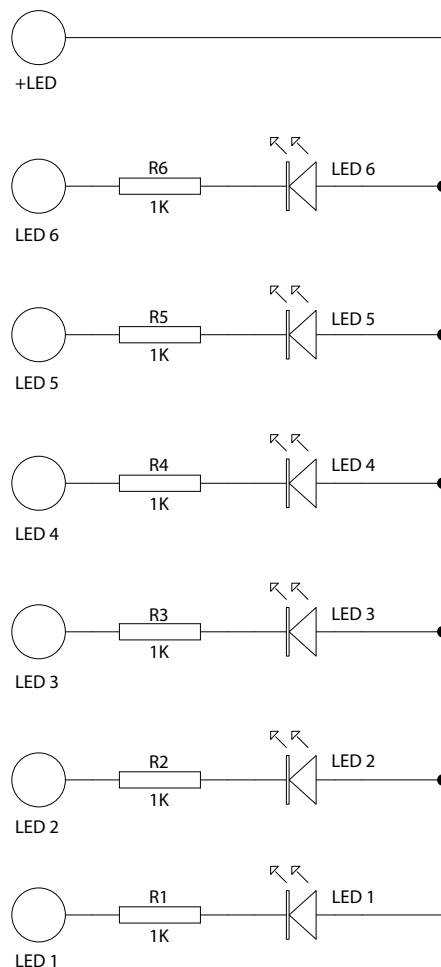 +LED
R6
LED 6
1K
LED 6
R5
LED 5
1K
LED 5
R4
LED 4
1K
LED 4
R3
LED 3
1K
LED 3
R2
LED 2
1K
LED 2
R1
LED 1
1K
LED 1